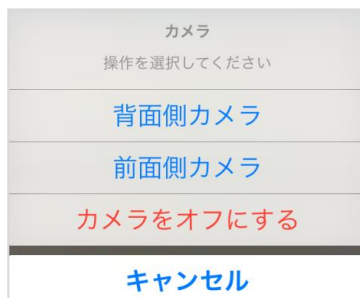 カメラ
操作を選択してください
背面側カメラ
前面側カメラ
カメラをオフにする
キャンセル